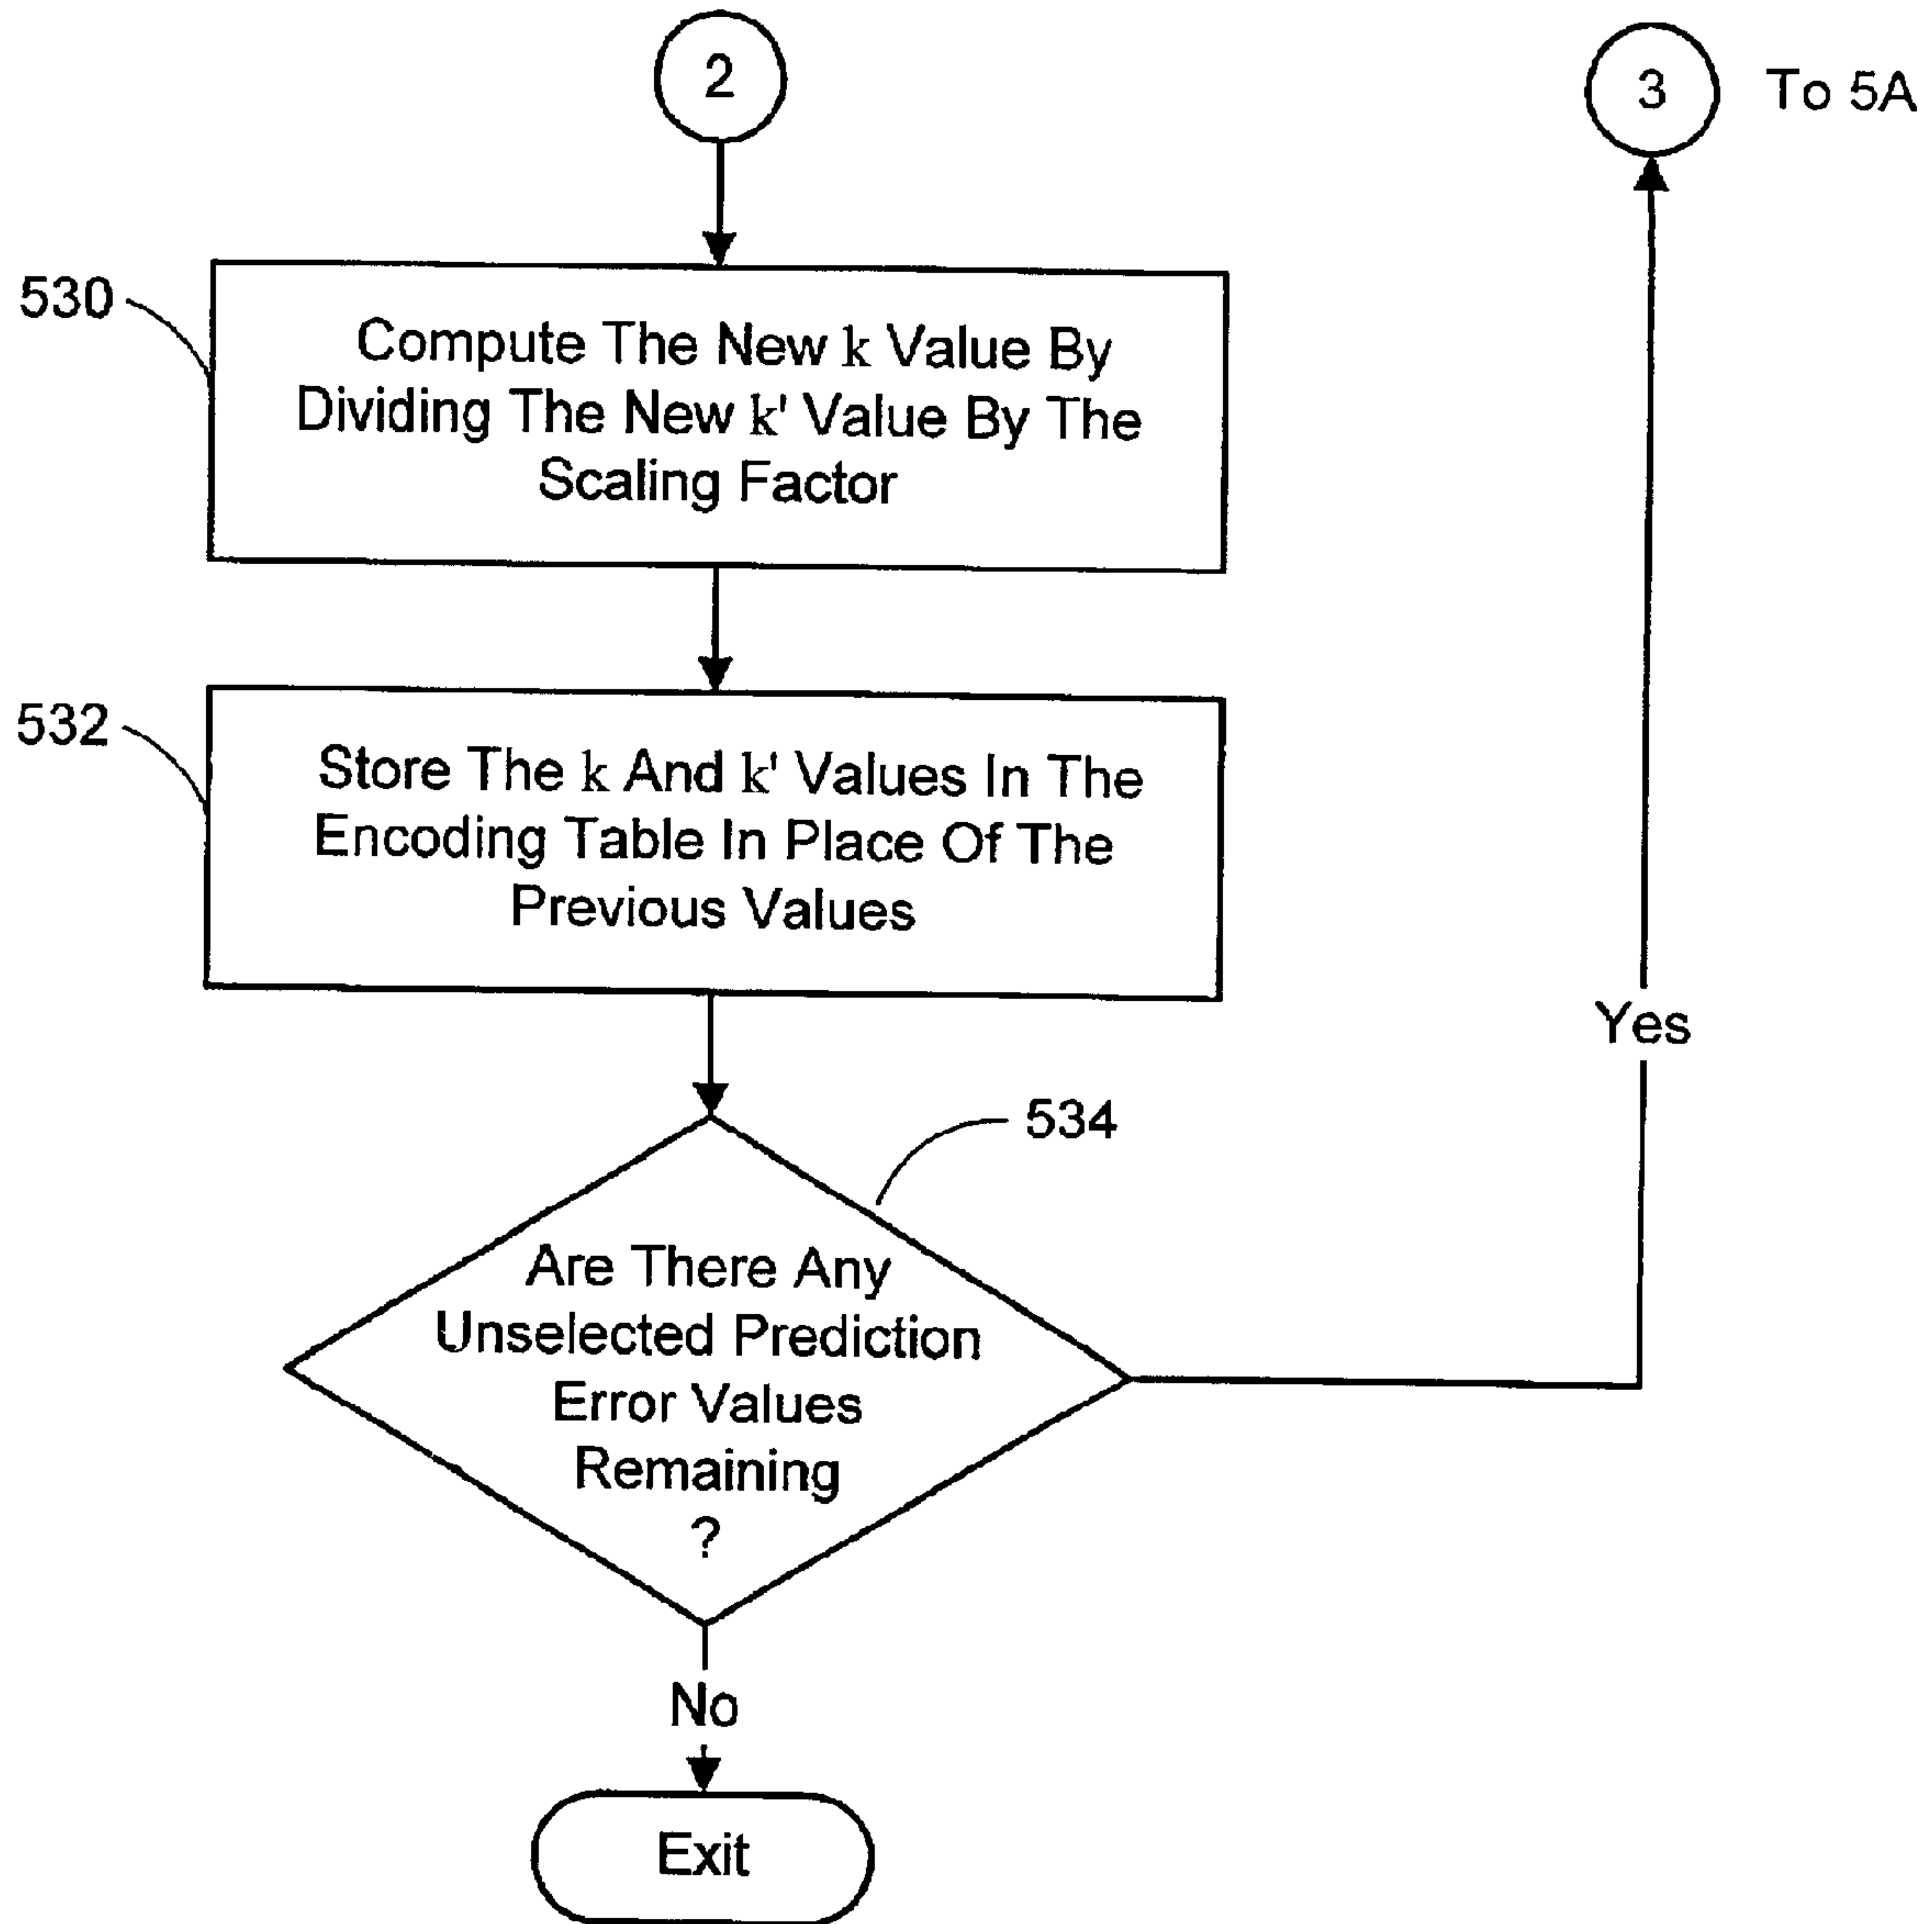 2
3 To 5A
530
Compute The New k Value By
Dividing The New k' Value By The
Scaling Factor
532
Store The k And k' Values In The
Encoding Table In Place Of The
Previous Values
Yes
534
Are There Any
Unselected Prediction
Error Values
Remaining
?
No
Exit